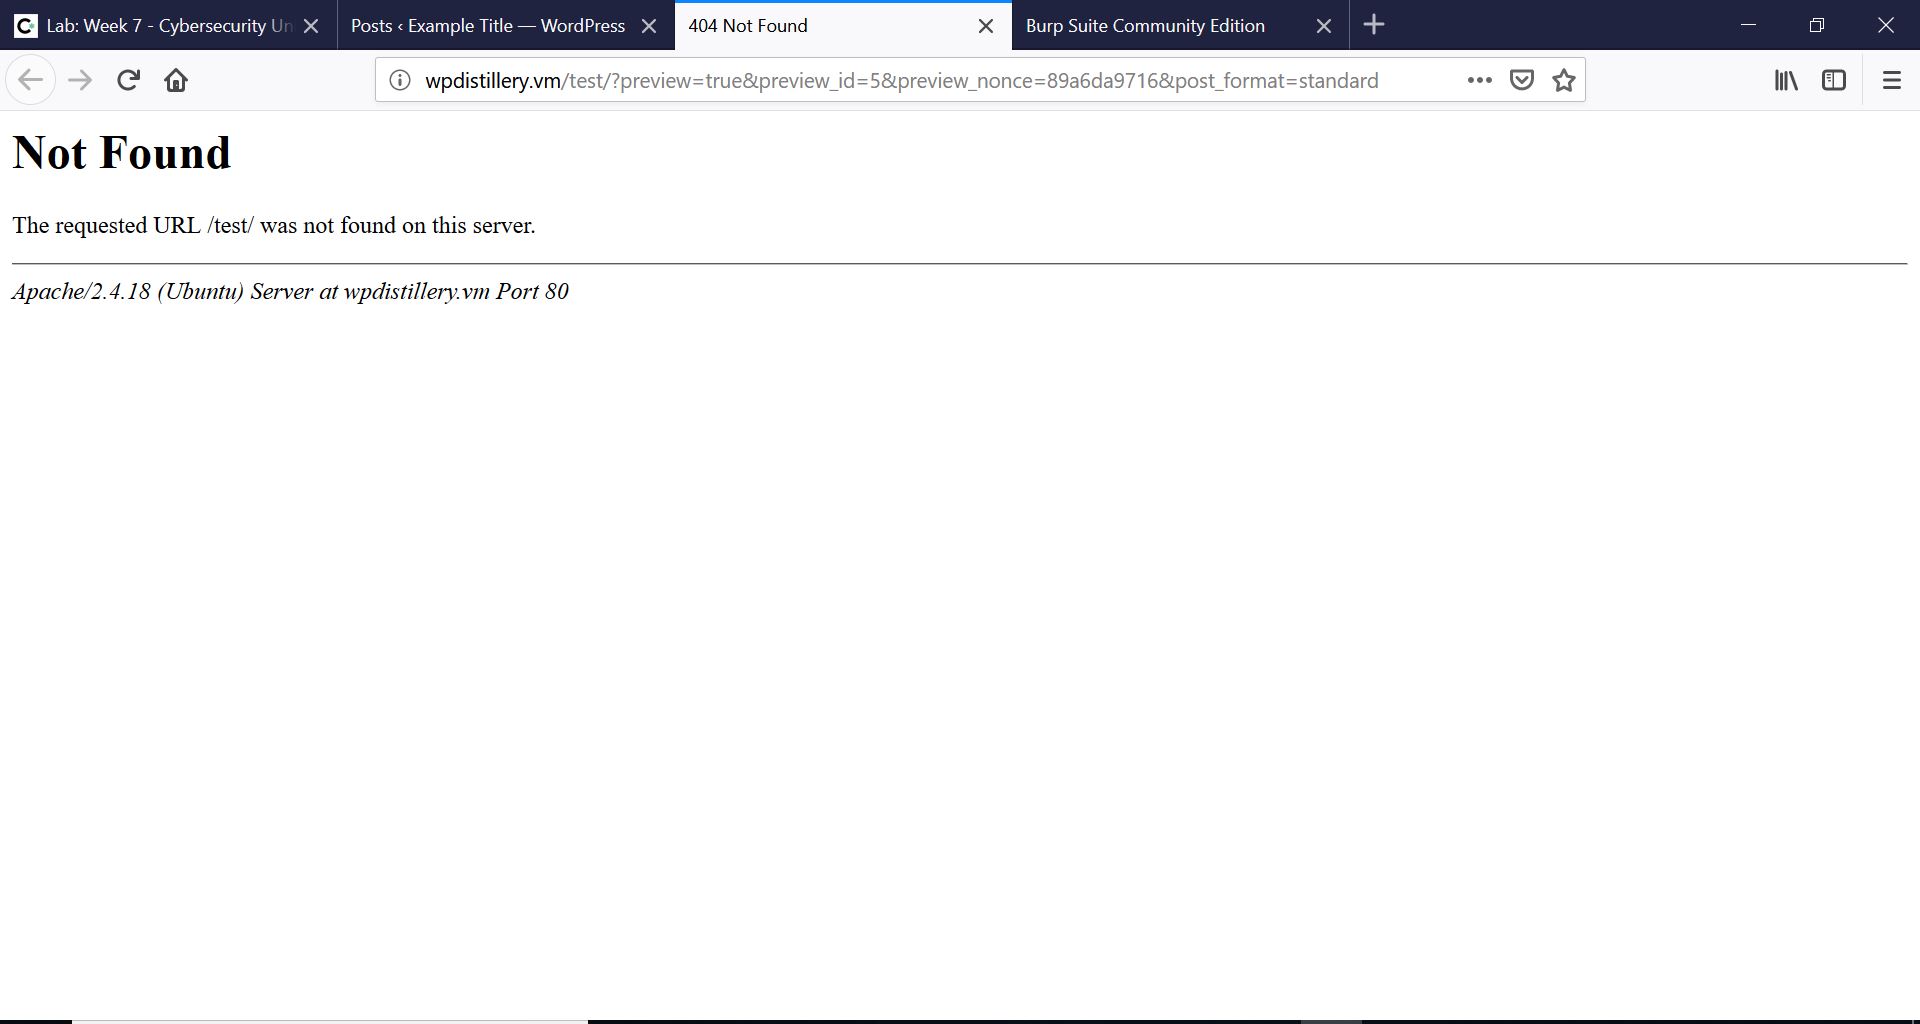 Lab: Week 7 - Cybersecurity Un
Posts ‹ Example Title — WordPress
404 Not Found
Burp Suite Community Edition
wpdistillery.vm/test/?preview=true&preview_id=5&preview_nonce=89a6da9716&post_format=standard
Not Found
The requested URL /test/ was not found on this server.
Apache/2.4.18 (Ubuntu) Server at wpdistillery.vm Port 80